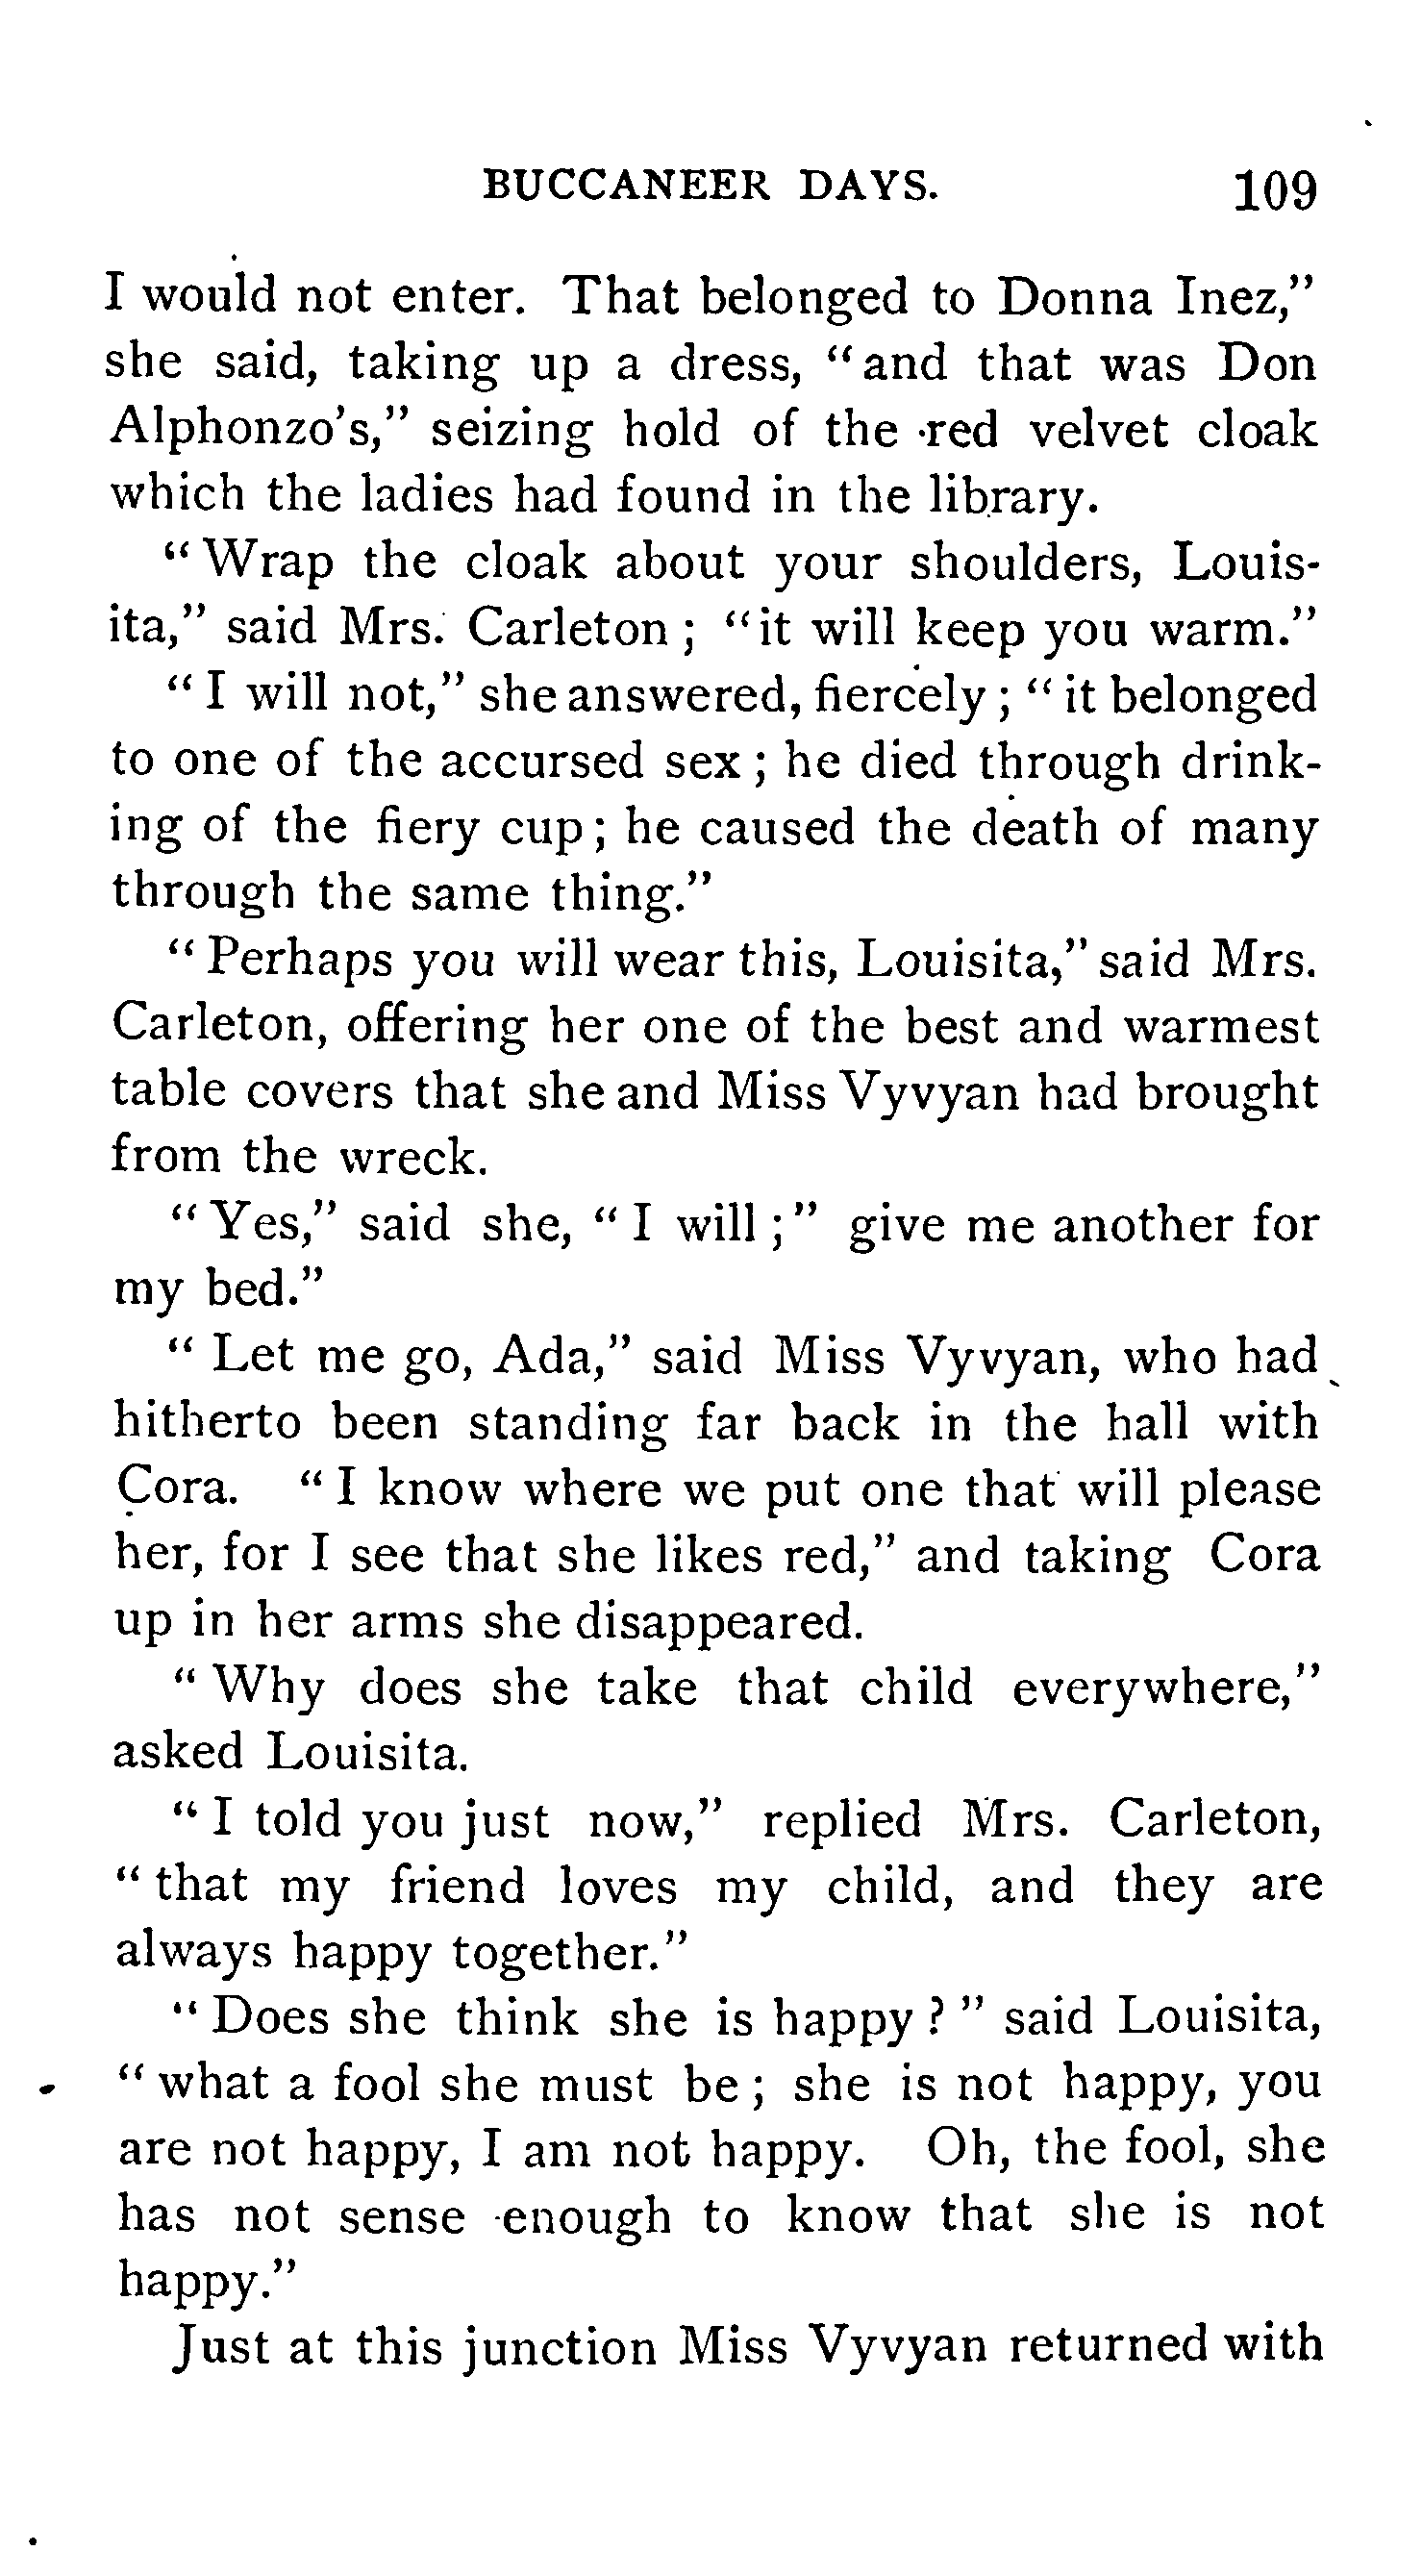 BUCCANEER DAYS. 109
I would not enter. That belonged to Donna Inez,"
she said, taking up a dress, "and that was Don
Alphonzo's," seizing hold of the red velvet cloak
which the ladies had found in the library.
"Wrap the cloak about your shoulders, Louis-
ita," said Mrs. Carleton; "it will keep you warm."
"I will not," she answered, fiercely; "it belonged
to one of the accursed sex; he died through drink-
ing of the fiery cup; he caused the death of many
through the same thing."
"Perhaps you will wear this, Louisita," said Mrs.
Carleton, offering her one of the best and warmest
table covers that she and Miss Vyvyan had brought
from the wreck.
"Yes," said she, "I will;" give me another for
my bed."
"Let me go, Ada," said Miss Vyvyan, who had
hitherto been standing far back in the hall with
Cora. "I know where we put one that will please
her, for I see that she likes red," and taking Cora
up in her arms she disappeared.
"Why does she take that child everywhere,"
asked Louisita.
"I told you just now," replied Mrs. Carleton,
"that my friend loves my child, and they are
always happy together."
"Does she think she is happy?" said Louisita,
"what a fool she must be; she is not happy, you
are not happy, I am not happy. Oh, the fool, she
has not sense enough to know that she is not
happy."
Just at this junction Miss Vyvyan returned with